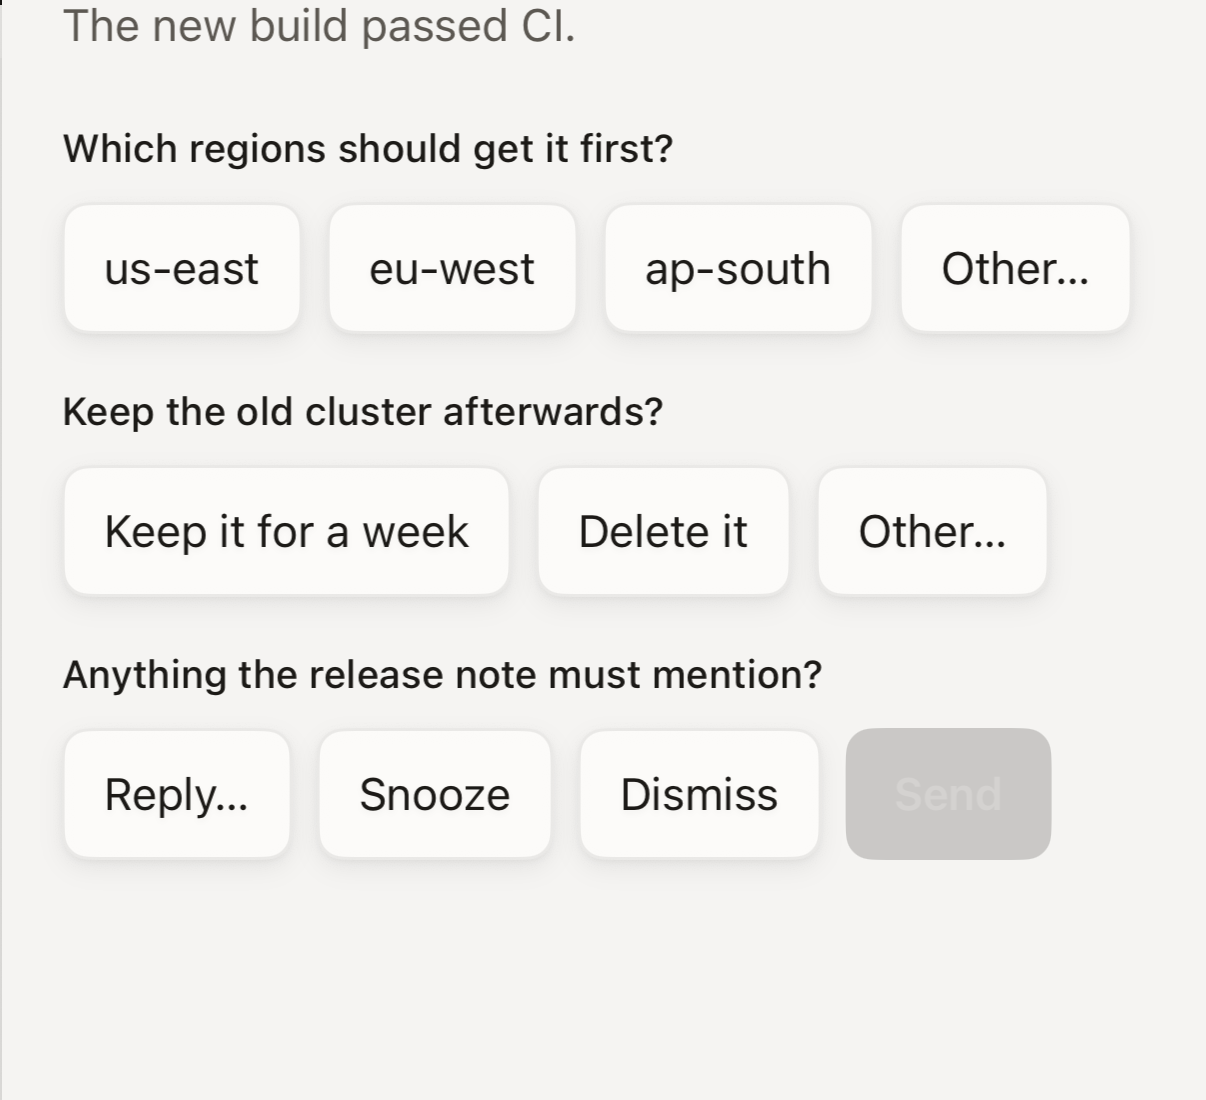 The new build passed CI.
Which regions should get it first?
us-east eu-west ap-south Other...
Keep the old cluster afterwards?
Keep it for a week Delete it Other...
Anything the release note must mention?
Reply... Snooze Dismiss Send